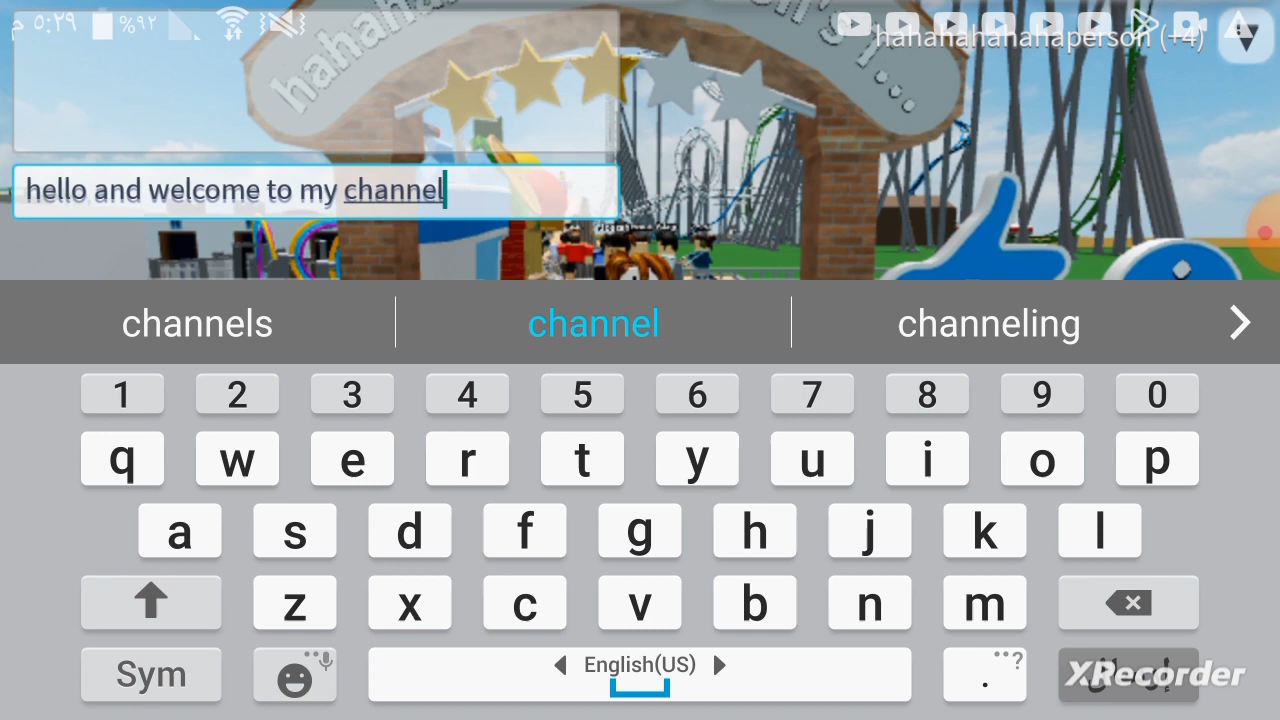 م ٥:٢٩ %٩٢
hahahahahahaperson (+4)
hello and welcome to my channel
channels channel channeling
1 2 3 4 5 6 7 8 9 0
q w e r t y u i o p
a s d f g h j k l
z x c v b n m
Sym English(US) . ?
XRecorder